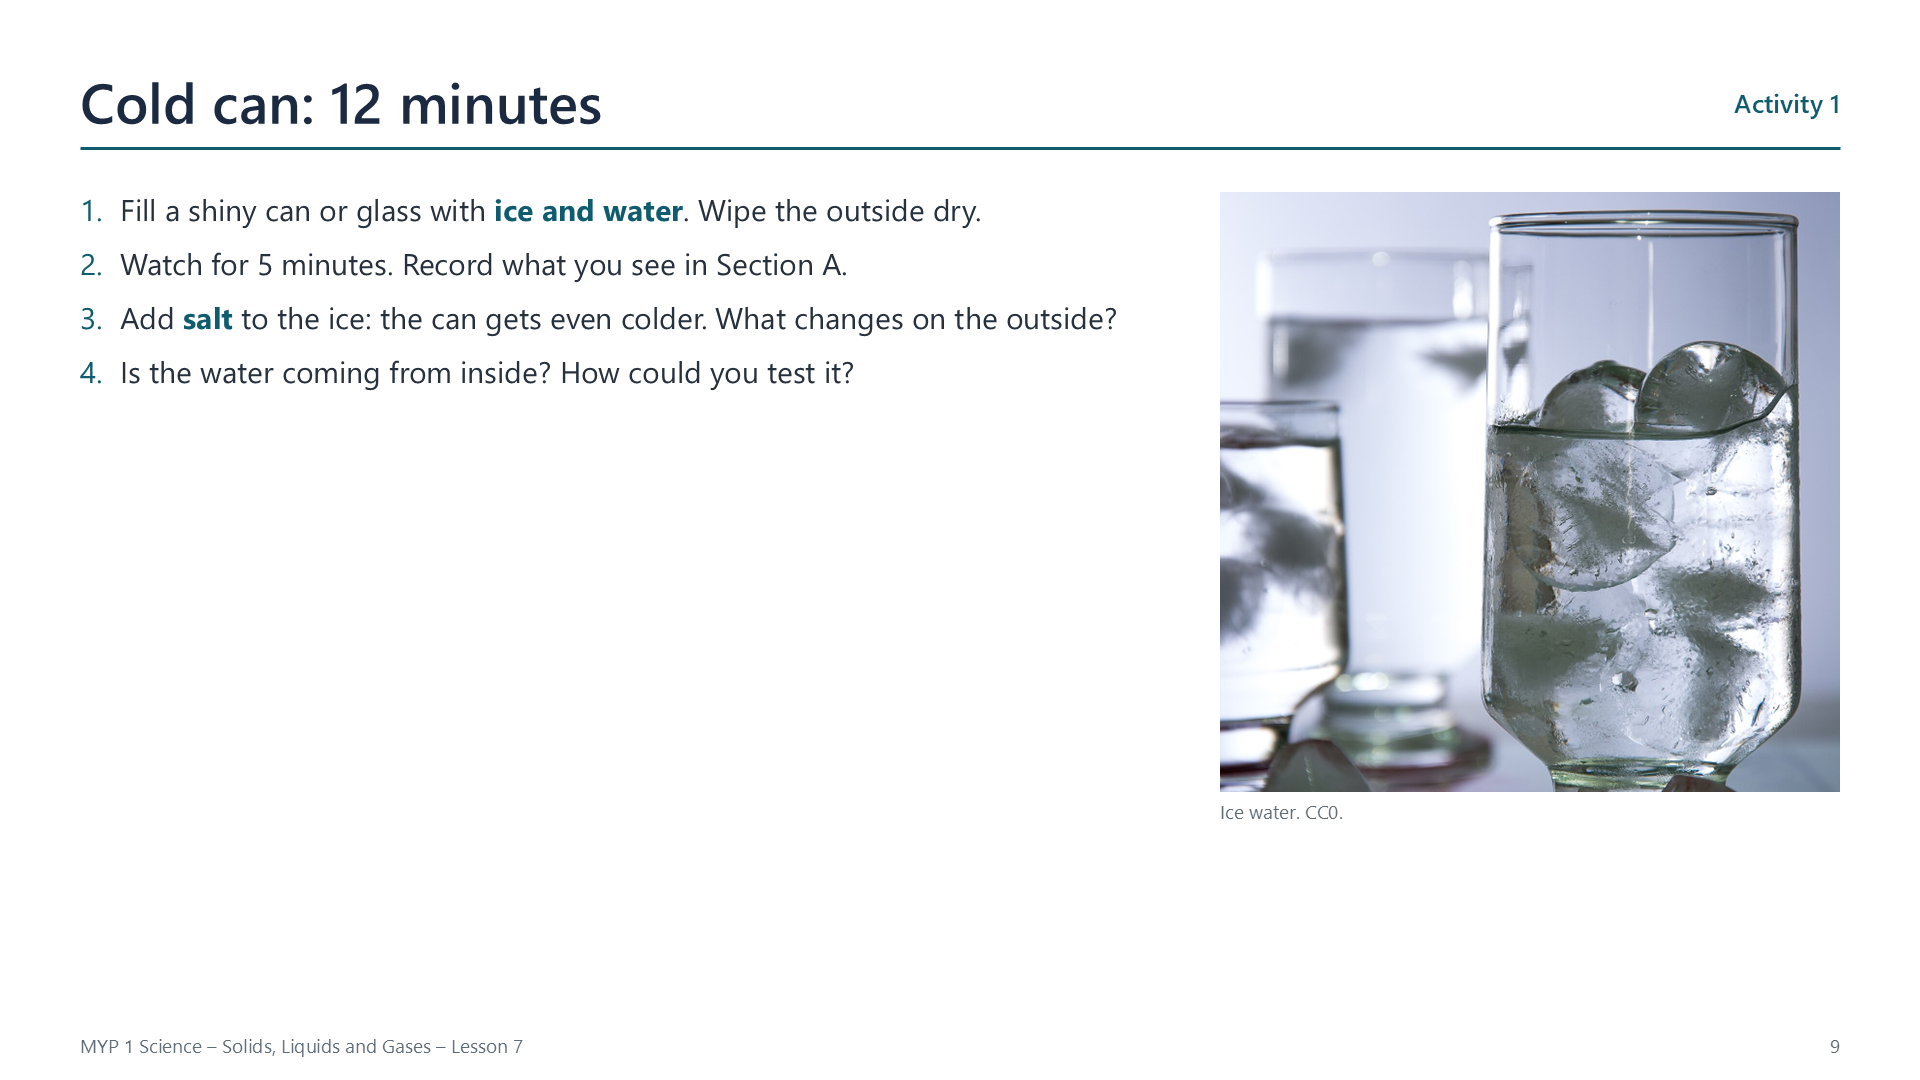 Cold can: 12 minutes
Activity 1
1. Fill a shiny can or glass with ice and water. Wipe the outside dry.
2. Watch for 5 minutes. Record what you see in Section A.
3. Add salt to the ice: the can gets even colder. What changes on the outside?
4. Is the water coming from inside? How could you test it?
Ice water. CC0.
MYP 1 Science – Solids, Liquids and Gases – Lesson 7
9